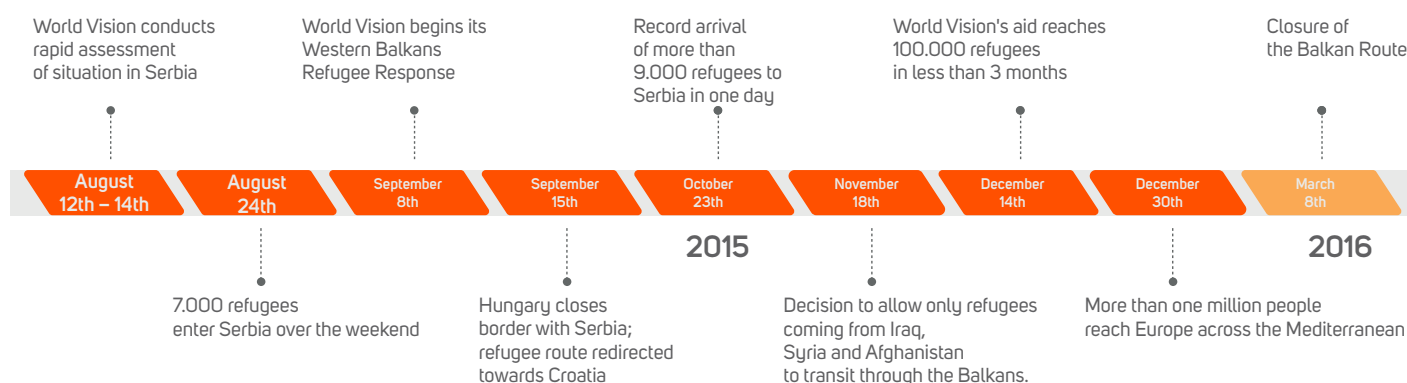 World Vision conducts
rapid assessment
of situation in Serbia
World Vision begins its
Western Balkans
Refugee Response
Record arrival
of more than
9.000 refugees to
Serbia in one day
World Vision's aid reaches
100.000 refugees
in less than 3 months
Closure of
the Balkan Route
August
12th – 14th
August
24th
September
8th
September
15th
October
23th
November
18th
December
14th
December
30th
March
8th
2015
2016
7.000 refugees
enter Serbia over the weekend
Hungary closes
border with Serbia;
refugee route redirected
towards Croatia
Decision to allow only refugees
coming from Iraq,
Syria and Afghanistan
to transit through the Balkans.
More than one million people
reach Europe across the Mediterranean